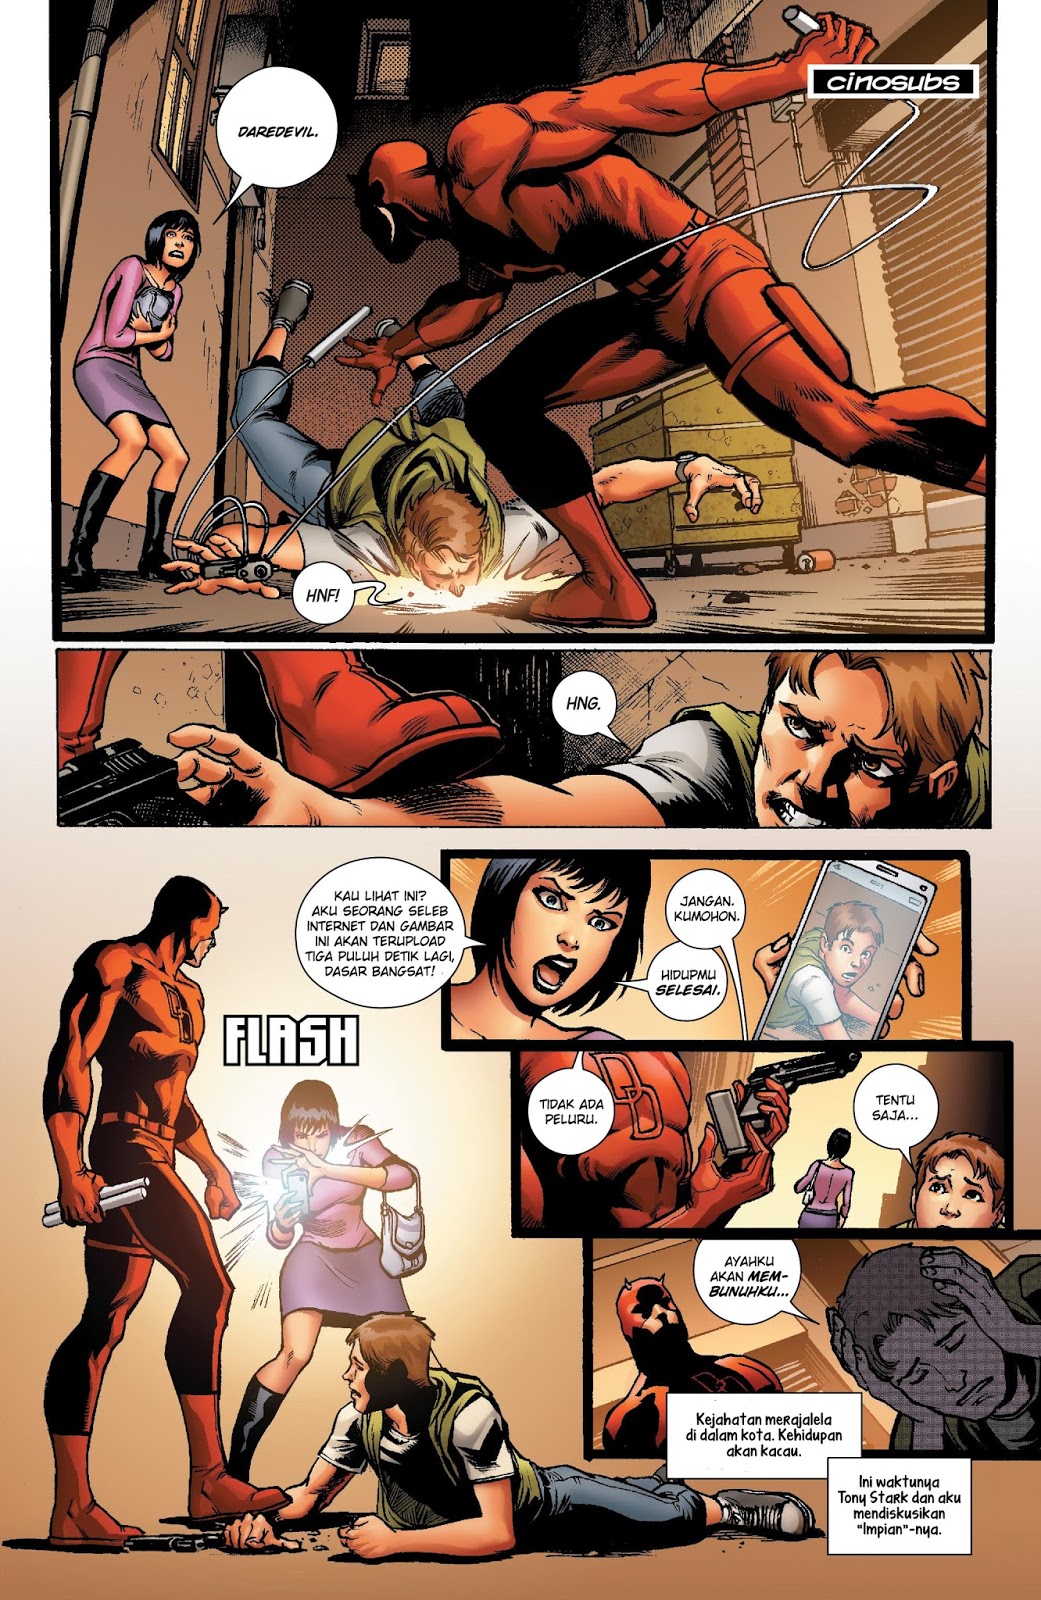 cinosubs
DAREDEVIL.
HNF!
HNG.
KAU LIHAT INI?
AKU SEORANG SELEB
INTERNET DAN GAMBAR
INI AKAN TERUPLOAD
TIGA PULUH DETIK LAGI,
DASAR BANGSAT!
JANGAN.
KUMOHON.
HIDUPMU
SELESAI.
FLASH
DD
TIDAK ADA
PELURU.
DD
TENTU
SAJA...
AYAHKU
AKAN MEM-
BUNUHKU...
Kejahatan merajalela
di dalam kota. Kehidupan
akan kacau.
Ini waktunya
Tony Stark dan aku
mendiskusikan
“Impian”-nya.